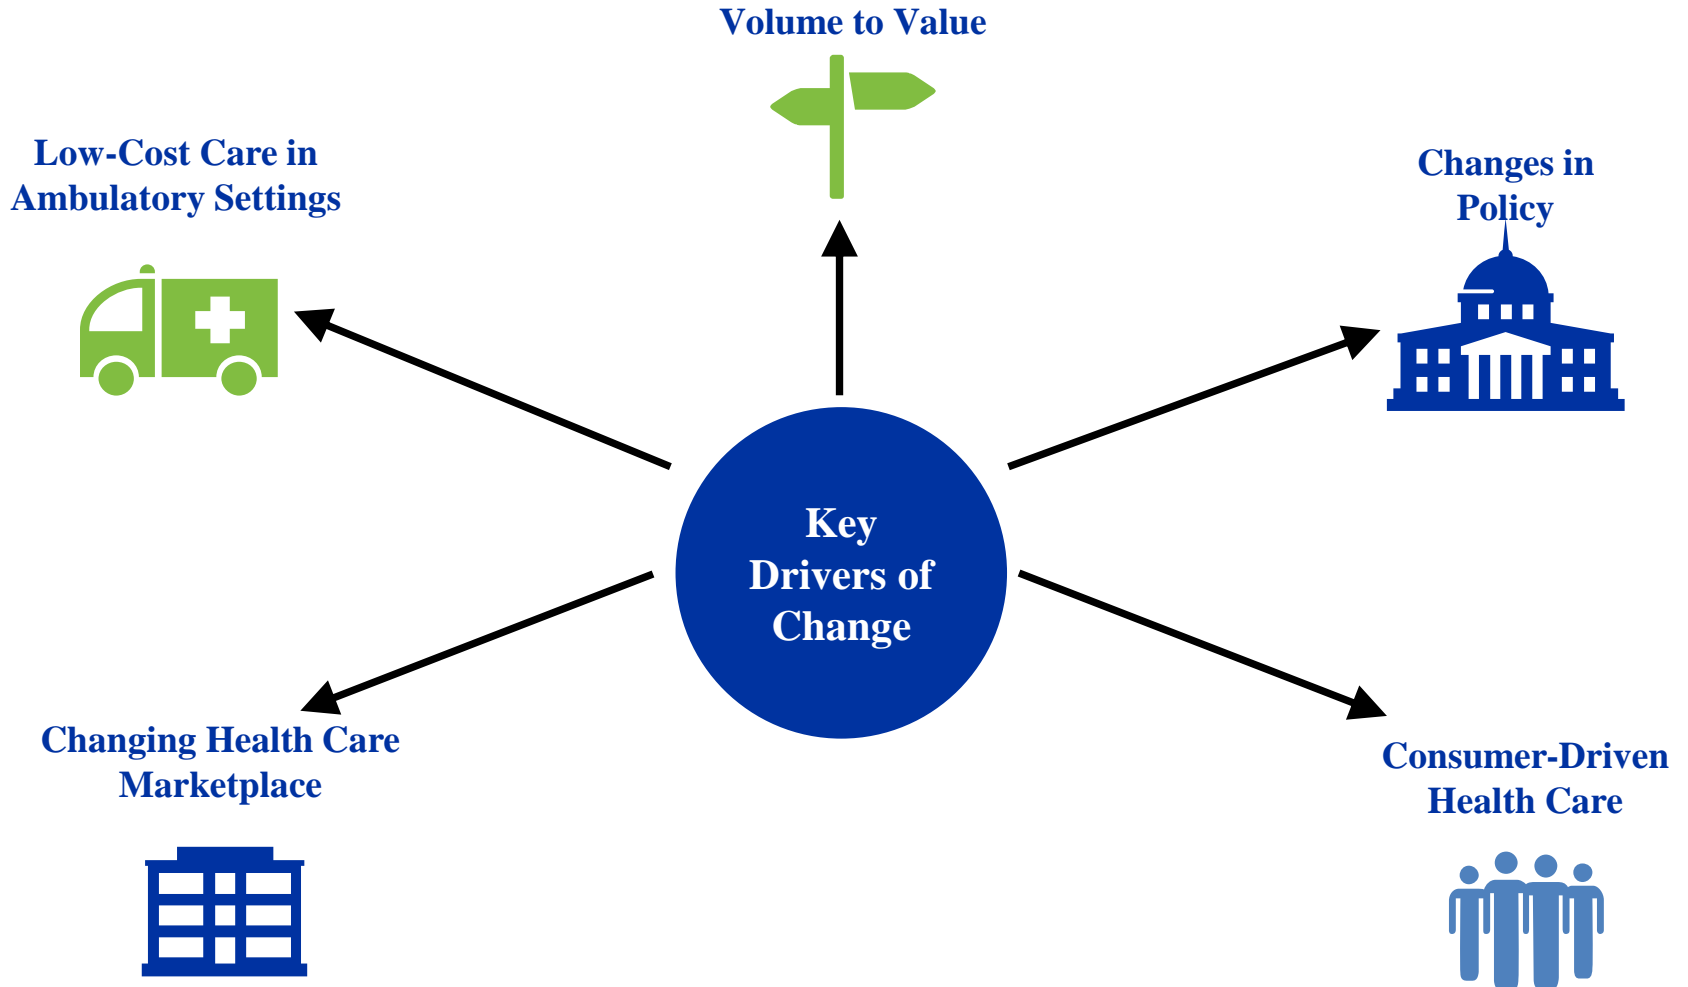 Volume to Value
Low-Cost Care in
Ambulatory Settings
Changes in
Policy
Key
Drivers of
Change
Changing Health Care
Marketplace
Consumer-Driven
Health Care